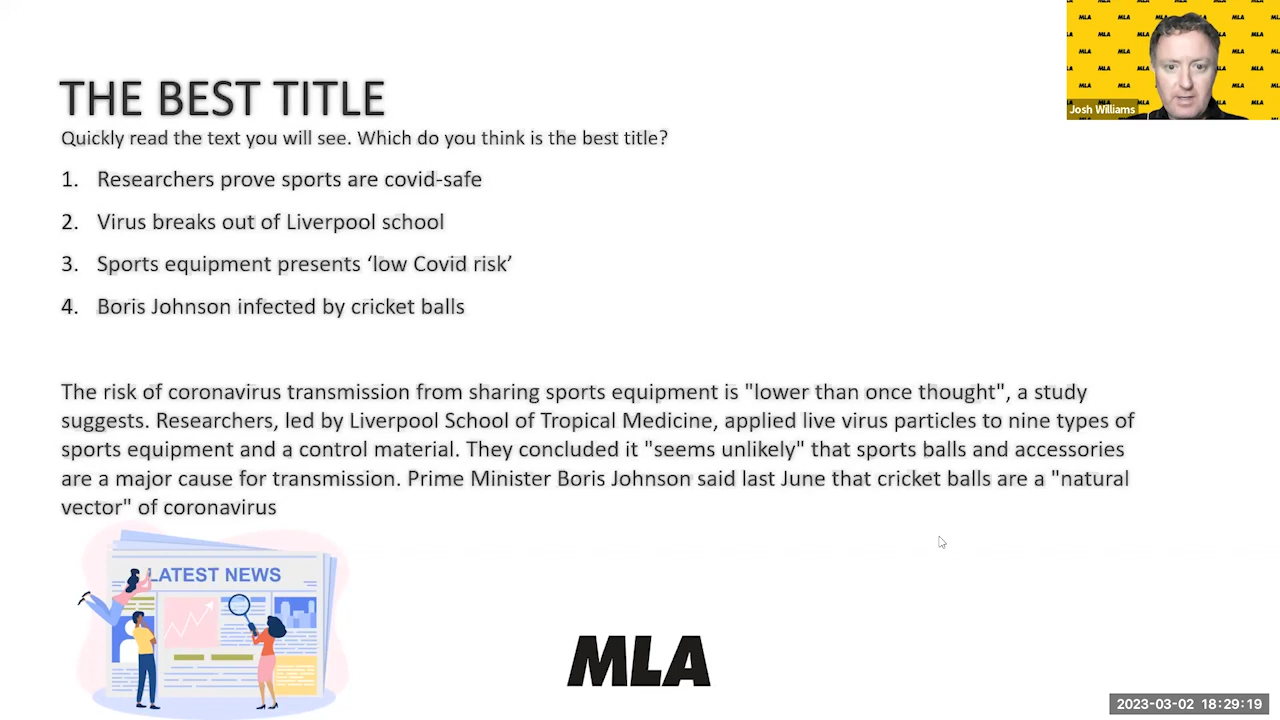 THE BEST TITLE
Quickly read the text you will see. Which do you think is the best title?
1. Researchers prove sports are covid-safe
2. Virus breaks out of Liverpool school
3. Sports equipment presents ‘low Covid risk’
4. Boris Johnson infected by cricket balls
The risk of coronavirus transmission from sharing sports equipment is "lower than once thought", a study
suggests. Researchers, led by Liverpool School of Tropical Medicine, applied live virus particles to nine types of
sports equipment and a control material. They concluded it "seems unlikely" that sports balls and accessories
are a major cause for transmission. Prime Minister Boris Johnson said last June that cricket balls are a "natural
vector" of coronavirus
LATEST NEWS
MLA
Josh Williams
2023-03-02 18:29:19